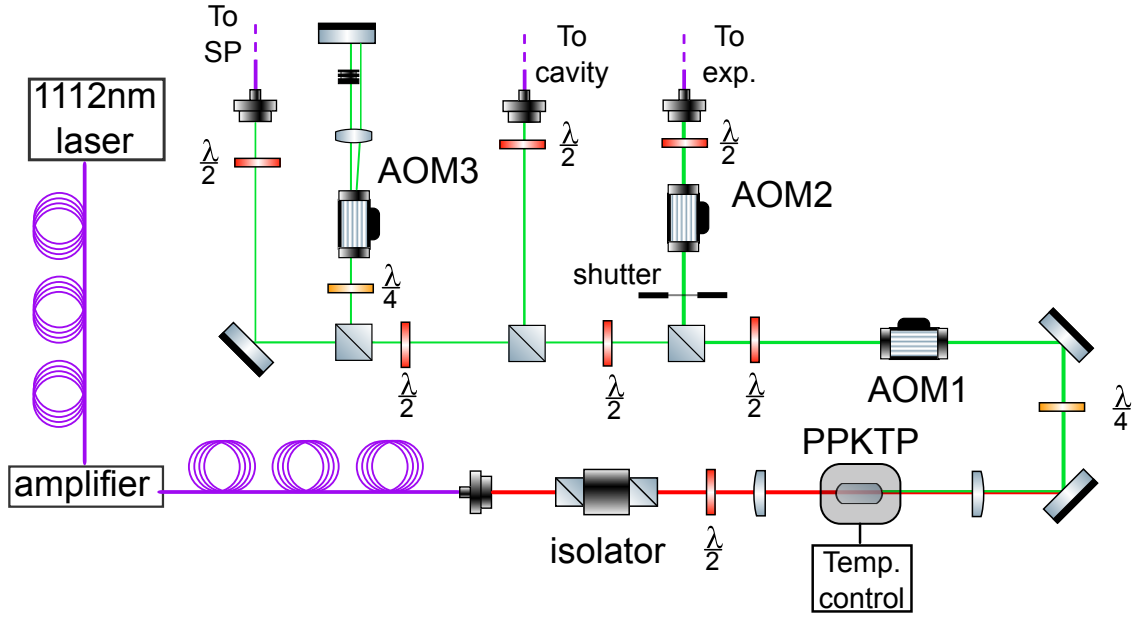 To
SP
To
cavity
To
exp.
1112nm
laser
λ/2
AOM3
λ/2
λ/2
AOM2
shutter
λ/4
λ/2
λ/2
λ/2
AOM1
λ/4
PPKTP
amplifier
isolator
λ/2
Temp.
control